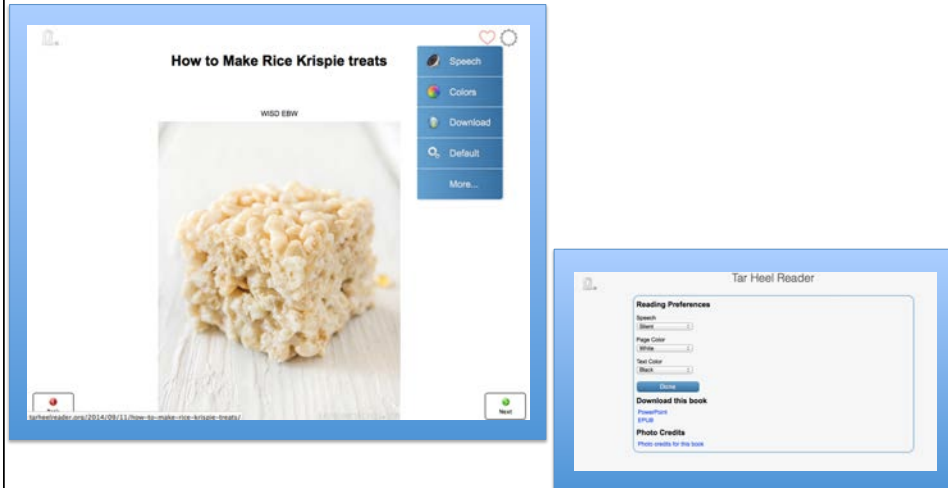 How to Make Rice Krispie treats
Speech
Colors
WISD EBW
Download
Default
More...
Next
tarheelreader.org/2014/09/11/how-to-make-rice-krispie-treats/
Tar Heel Reader
Reading Preferences
Speech
Silent
Page Color
White
Text Color
Black
Done
Download this book
PowerPoint
EPUB
Photo Credits
Photo credits for this book